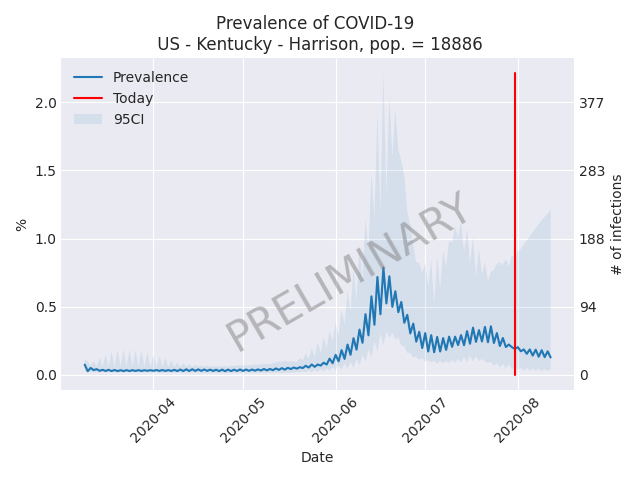 Prevalence of COVID-19
US - Kentucky - Harrison, pop. = 18886
Prevalence
Today
95CI
2.0
1.5
1.0
0.5
0.0
%
377
283
188
94
0
# of infections
PRELIMINARY
2020-04
2020-05
2020-06
2020-07
2020-08
Date